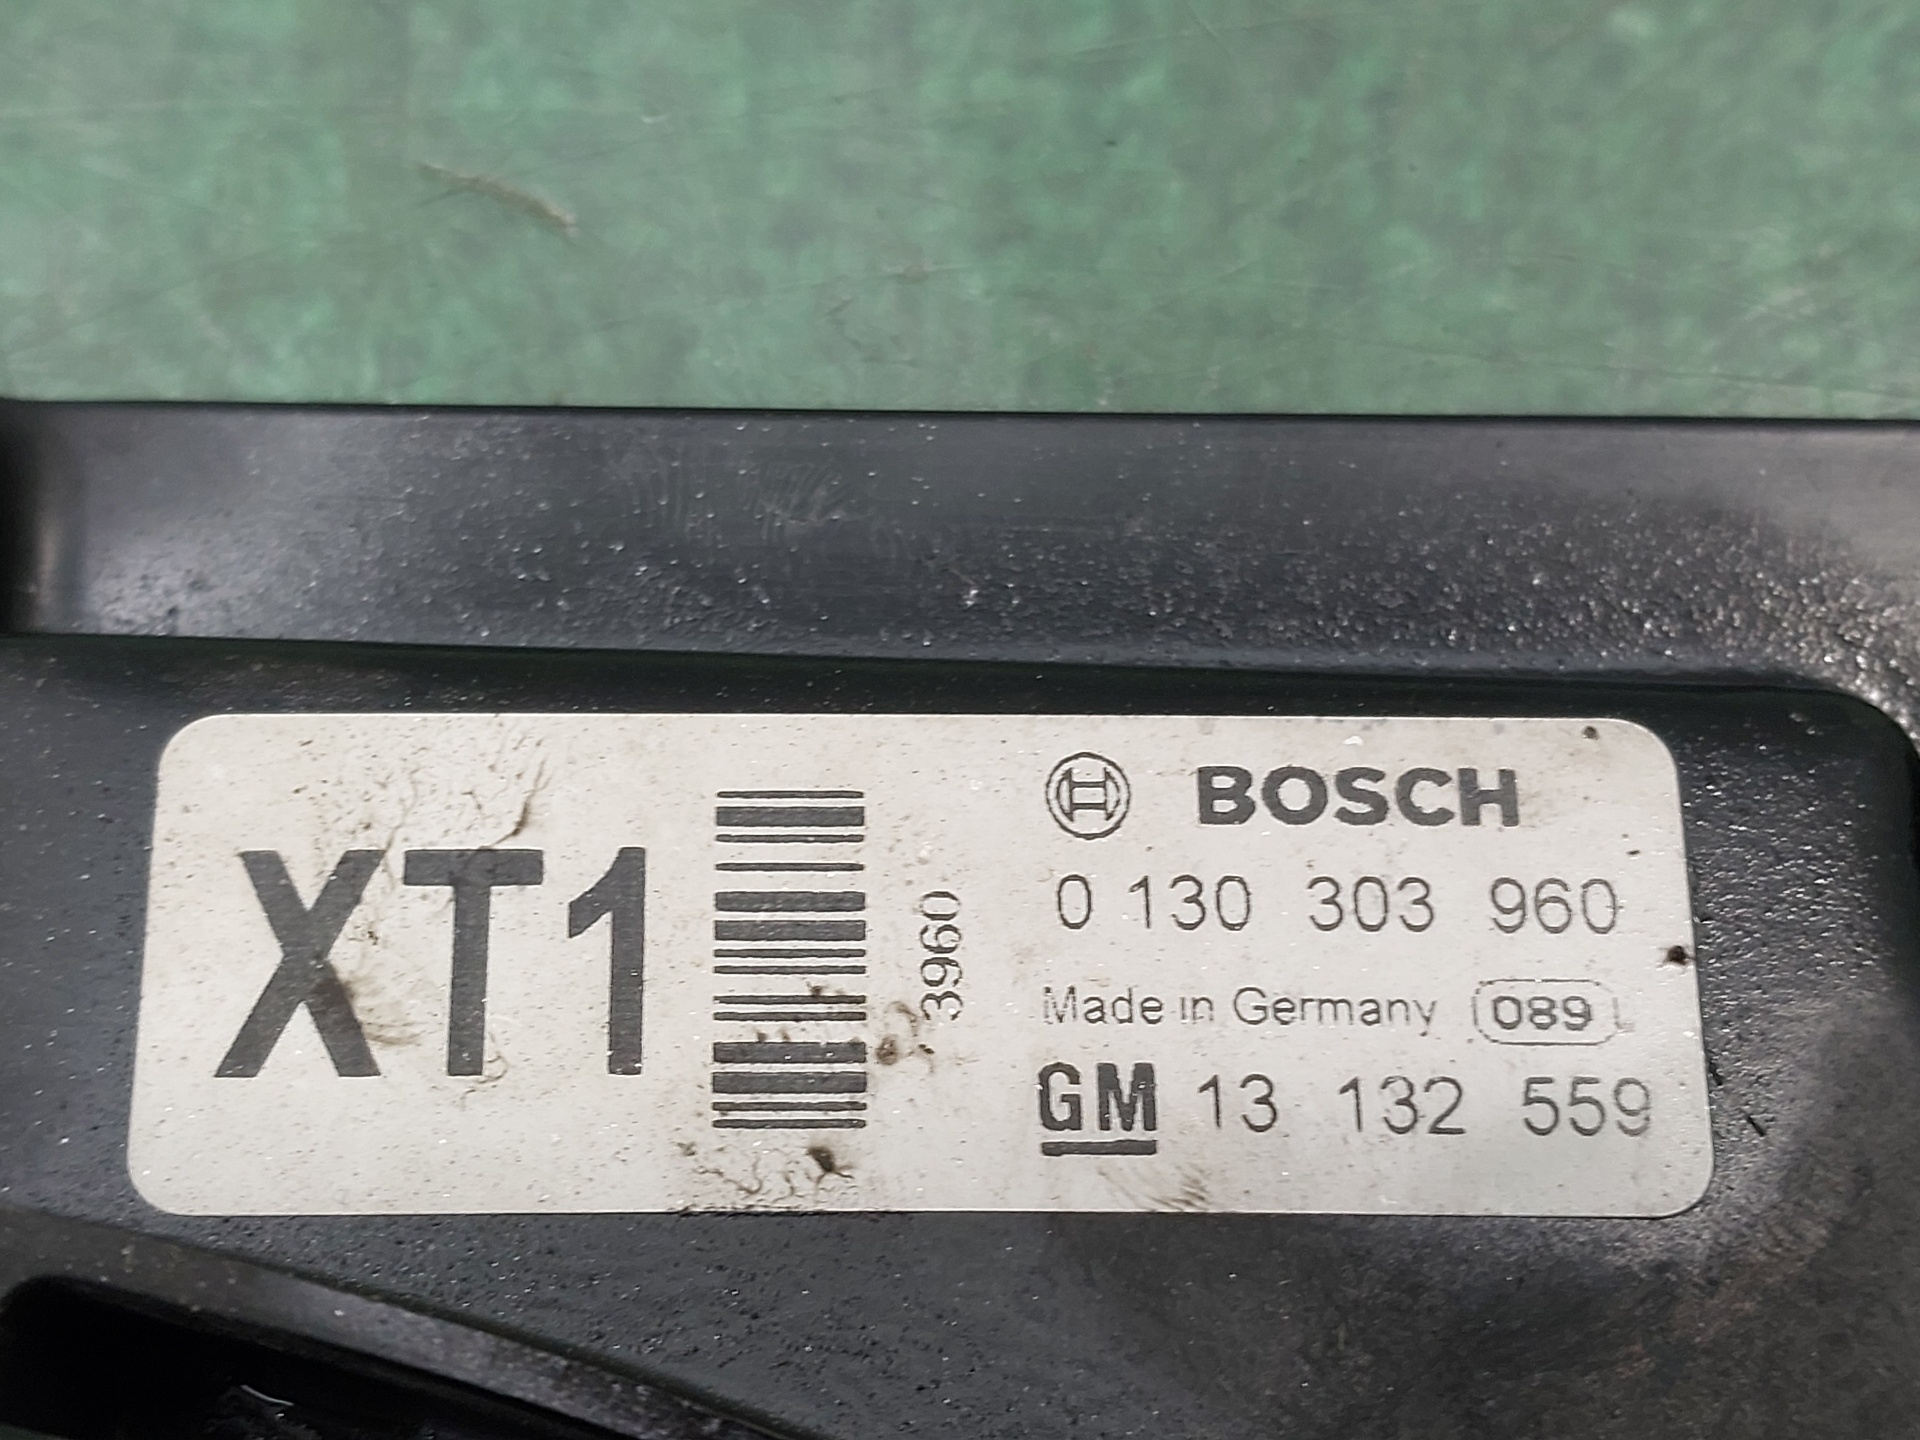 XT1
3960
BOSCH
0 130 303 960
Made in Germany 089
GM 13 132 559